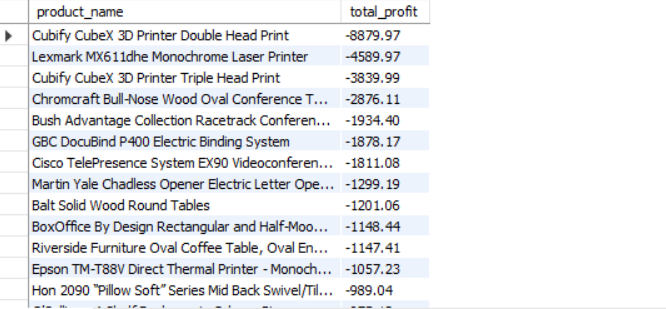 product_name total_profit
Cubify CubeX 3D Printer Double Head Print -8879.97
Lexmark MX611dhe Monochrome Laser Printer -4589.97
Cubify CubeX 3D Printer Triple Head Print -3839.99
Chromcraft Bull-Nose Wood Oval Conference T... -2876.11
Bush Advantage Collection Racetrack Conferen... -1934.40
GBC DocuBind P400 Electric Binding System -1878.17
Cisco TelePresence System EX90 Videoconferen... -1811.08
Martin Yale Chadless Opener Electric Letter Ope... -1299.19
Balt Solid Wood Round Tables -1201.06
BoxOffice By Design Rectangular and Half-Moo... -1148.44
Riverside Furniture Oval Coffee Table, Oval En... -1147.41
Epson TM-T88V Direct Thermal Printer - Monoch... -1057.23
Hon 2090 “Pillow Soft” Series Mid Back Swivel/Til... -989.04